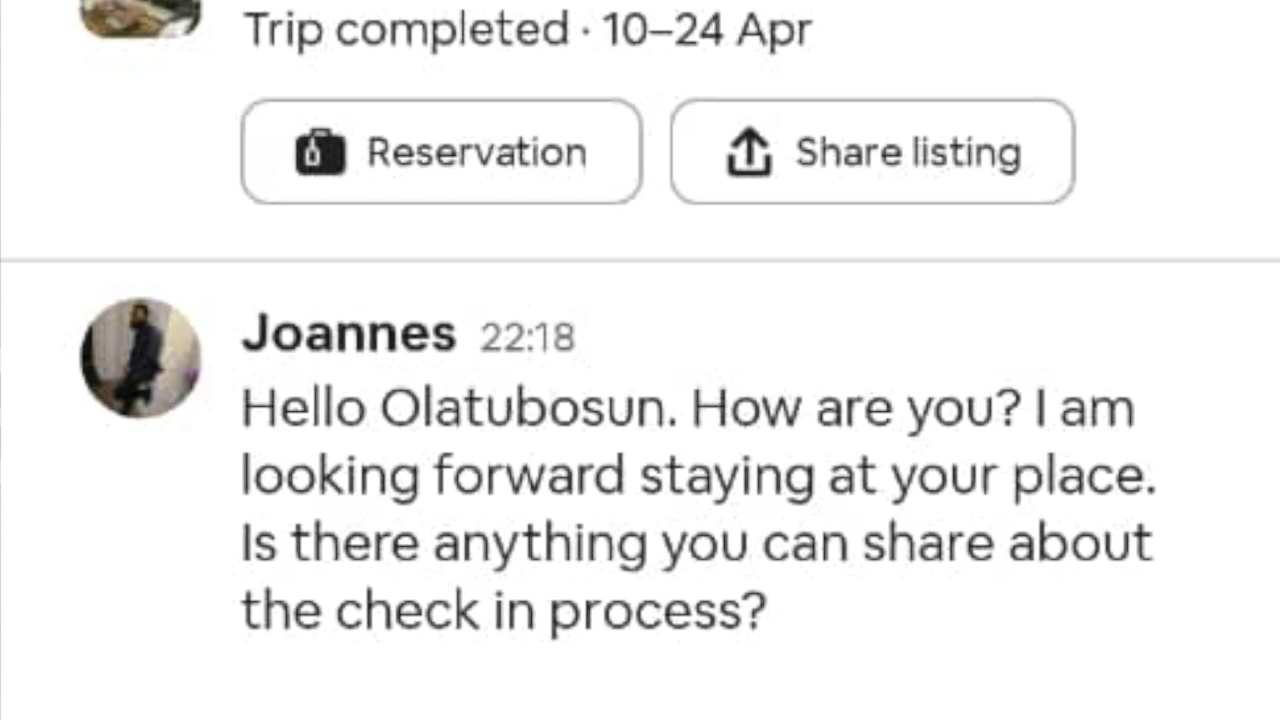 Trip completed · 10–24 Apr
Reservation
Share listing
Joannes 22:18
Hello Olatubosun. How are you? I am
looking forward staying at your place.
Is there anything you can share about
the check in process?